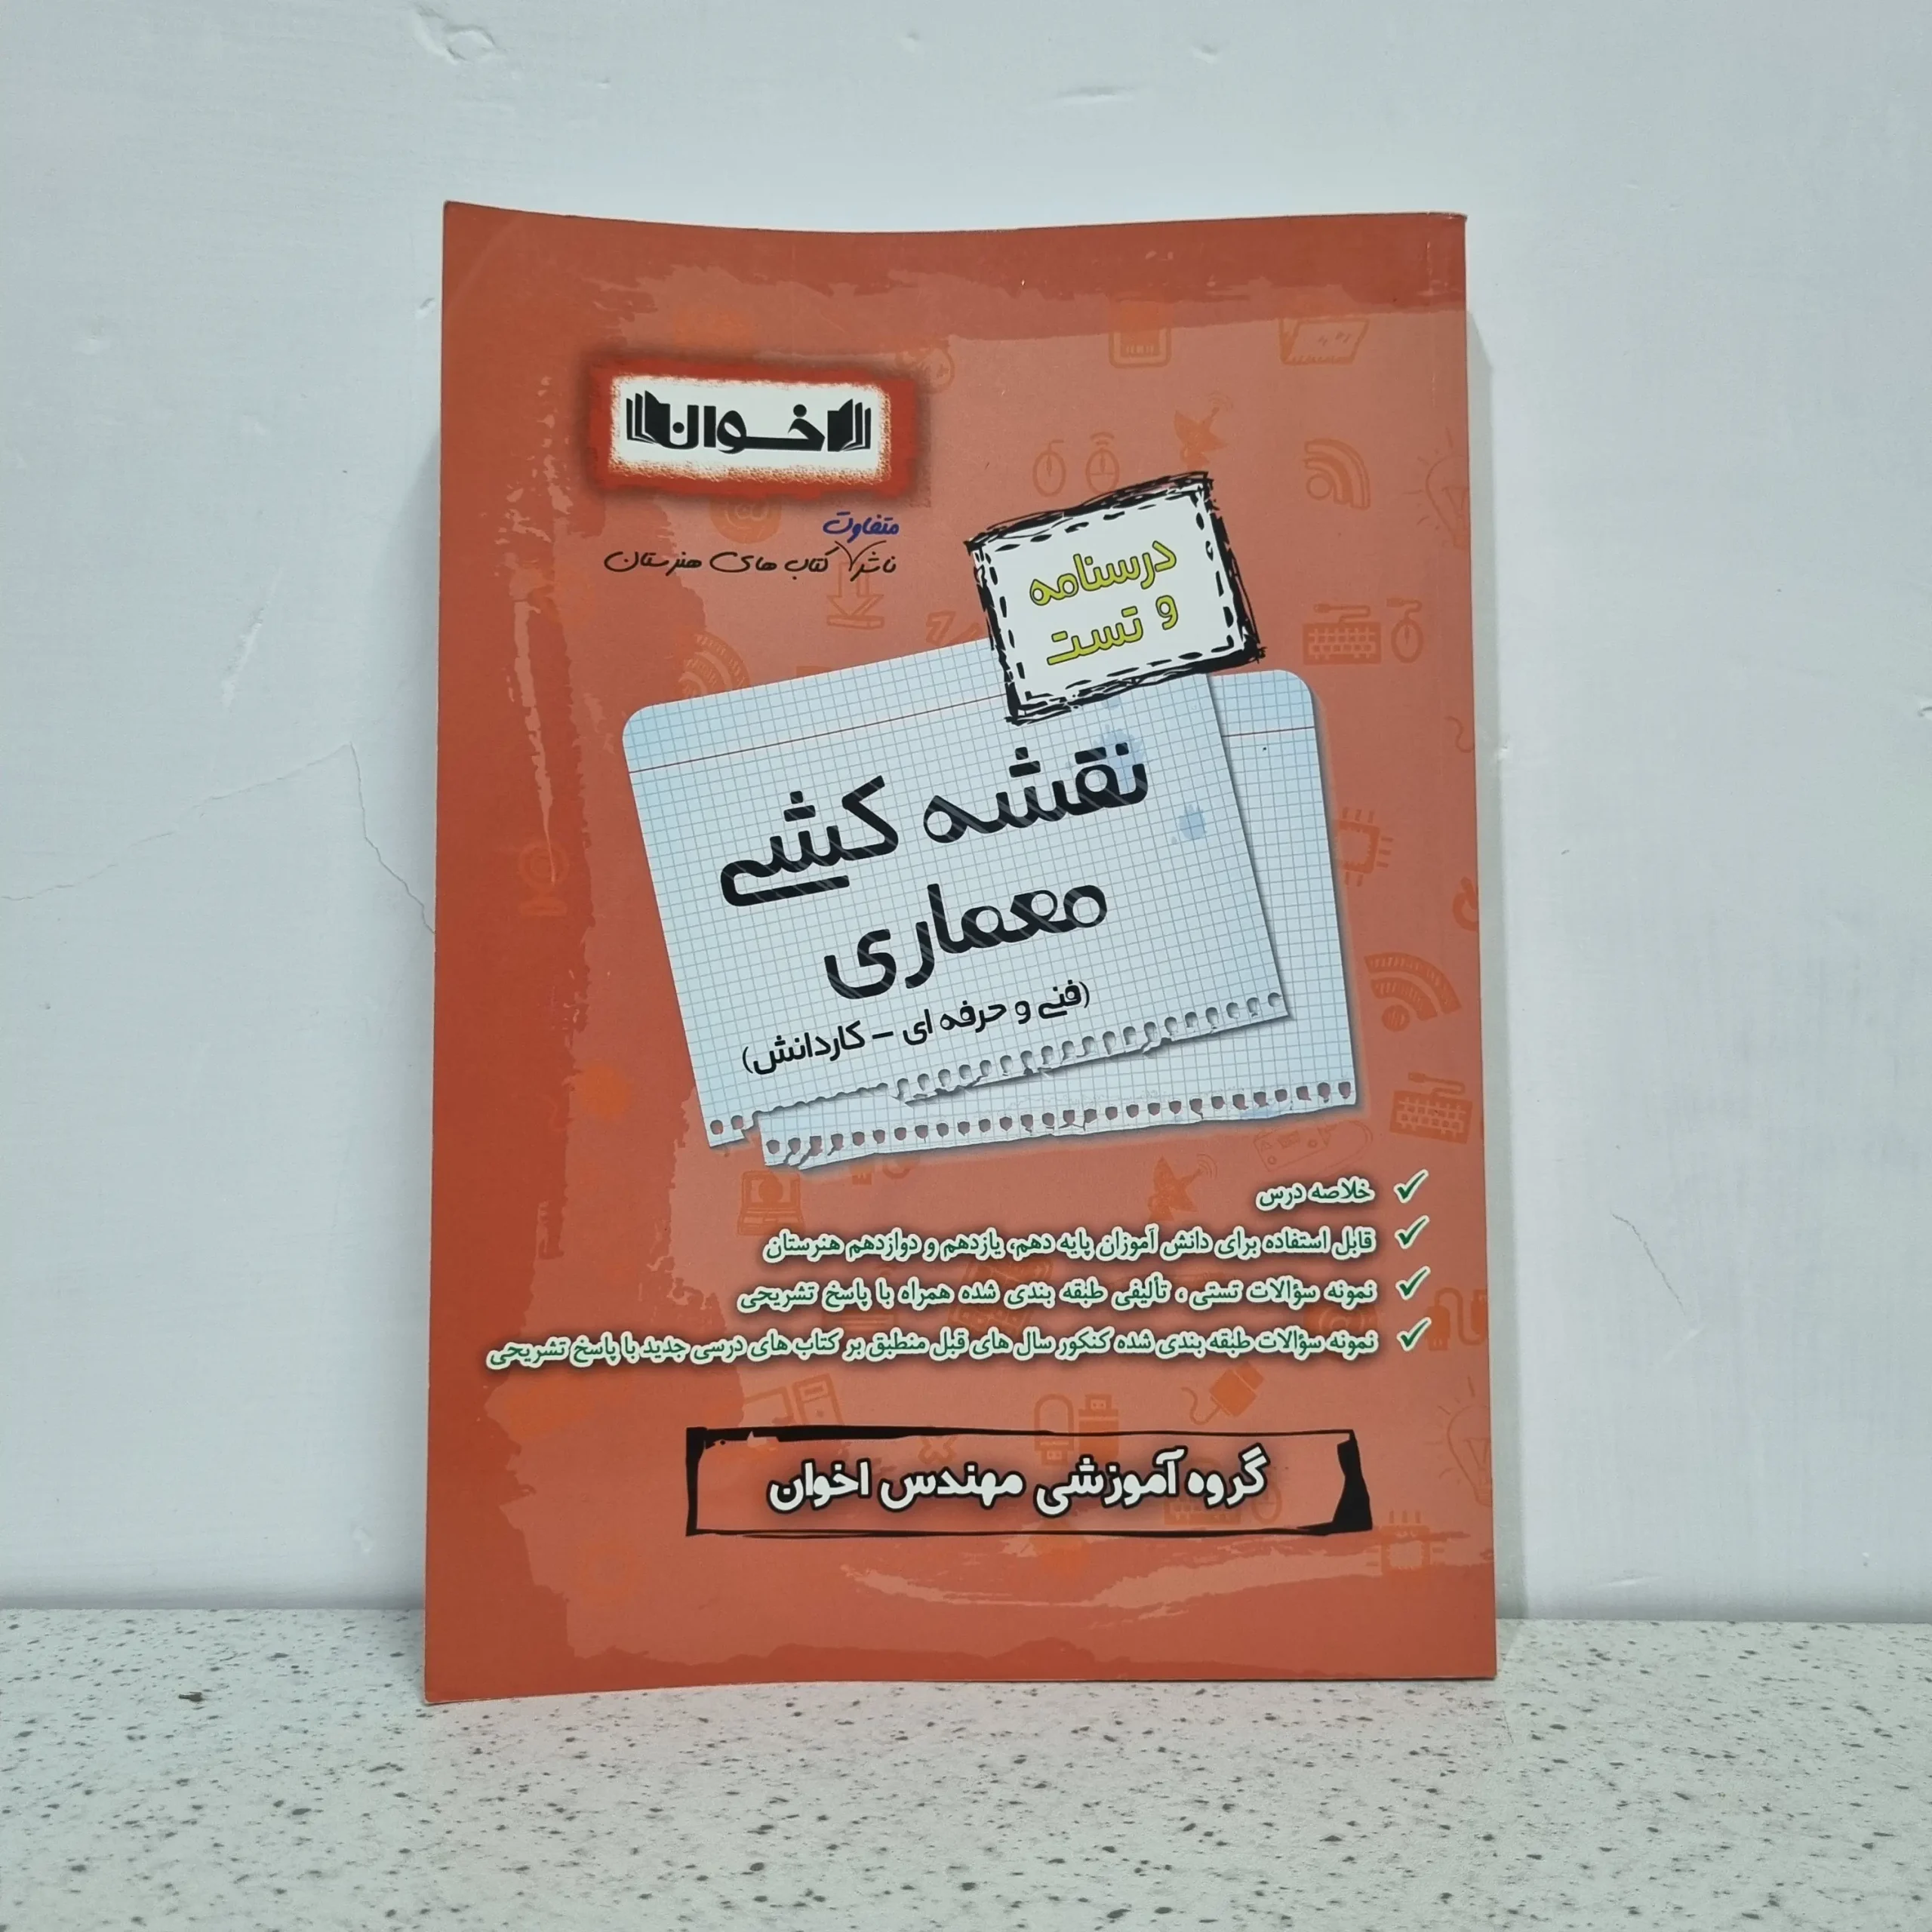 اخوان
متفاوت
ناشر کتاب های هنرستان
درسنامه
و تست
نقشه کشی
معماری
(فنی و حرفه ای - کاردانش)
✓ خلاصه درس
✓ قابل استفاده برای دانش آموزان پایه دهم، یازدهم و دوازدهم هنرستان
✓ نمونه سؤالات تستی ، تألیفی طبقه بندی شده همراه با پاسخ تشریحی
✓ نمونه سؤالات طبقه بندی شده کنکور سال های قبل منطبق بر کتاب های درسی جدید با پاسخ تشریحی
گروه آموزشی مهندس اخوان